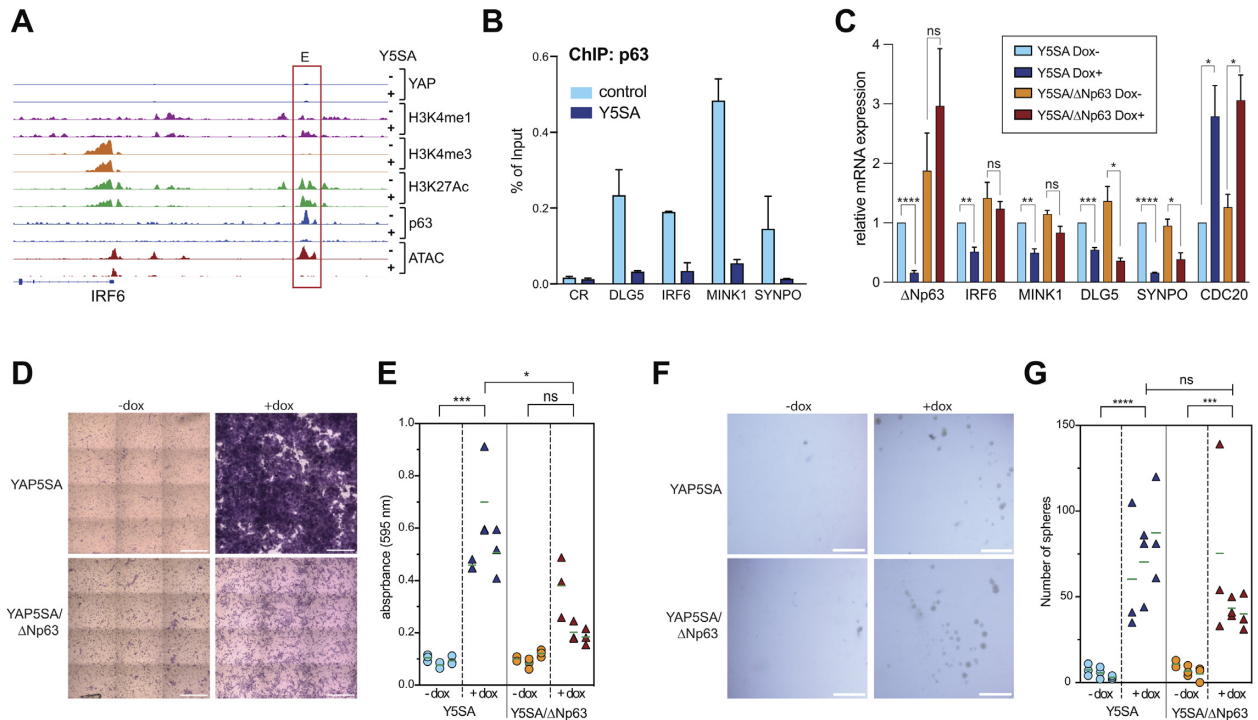 A
E
Y5SA
-
YAP
+
-
H3K4me1
+
-
H3K4me3
+
-
H3K27Ac
+
-
p63
+
-
ATAC
+
IRF6
B
ChIP: p63
control
Y5SA
% of Input
0.6
0.4
0.2
0.0
CR DLG5 IRF6 MINK1 SYNPO
C
Y5SA Dox-
Y5SA Dox+
Y5SA/ΔNp63 Dox-
Y5SA/ΔNp63 Dox+
relative mRNA expression
4
3
2
1
0
ns
**** ** ns ** ns *** * **** * * *
ΔNp63 IRF6 MINK1 DLG5 SYNPO CDC20
D
-dox +dox
YAP5SA
YAP5SA/
ΔNp63
E
*
*** ns
absprbance (595 nm)
1.0
0.8
0.6
0.4
0.2
0.0
-dox +dox -dox +dox
Y5SA Y5SA/ΔNp63
F
-dox +dox
YAP5SA
YAP5SA/
ΔNp63
G
ns
**** ***
Number of spheres
150
100
50
0
-dox + dox -dox + dox
Y5SA Y5SA/ΔNp63